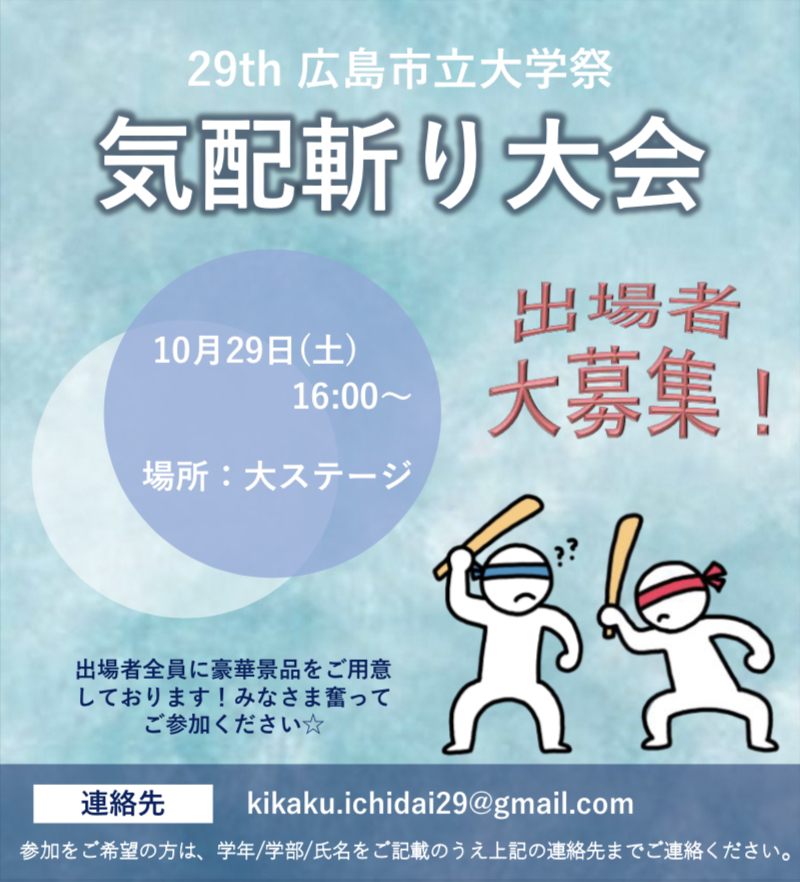 29th 広島市立大学祭
気配斬り大会
出場者
大募集！
10月29日(土)
16:00～
場所：大ステージ
??
出場者全員に豪華景品をご用意
しております！みなさま奮って
ご参加ください☆
連絡先
kikaku.ichidai29@gmail.com
参加をご希望の方は、学年/学部/氏名をご記載のうえ上記の連絡先までご連絡ください。